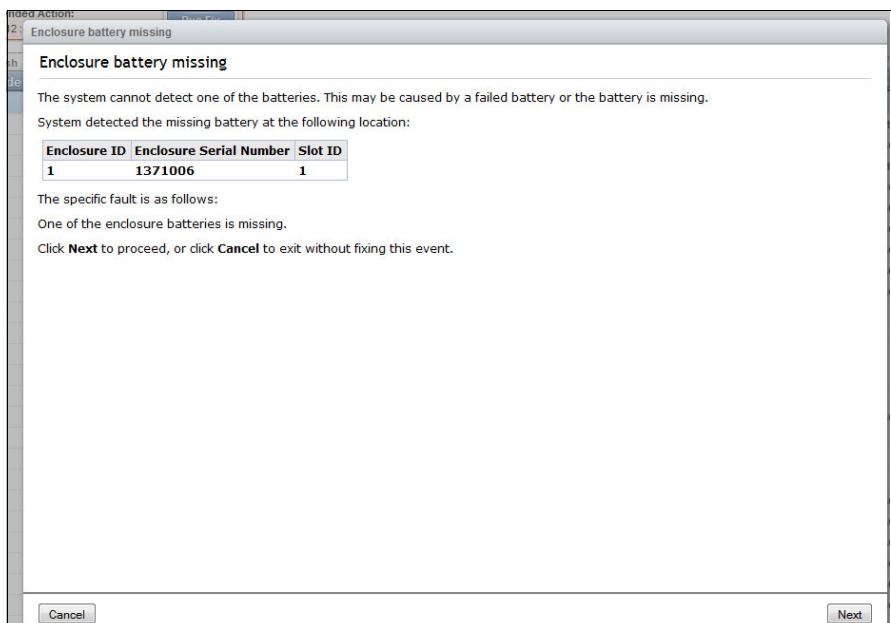 Action:
Run Fix
Enclosure battery missing
Enclosure battery missing
The system cannot detect one of the batteries. This may be caused by a failed battery or the battery is missing.
System detected the missing battery at the following location:
Enclosure ID Enclosure Serial Number Slot ID
1 1371006 1
The specific fault is as follows:
One of the enclosure batteries is missing.
Click Next to proceed, or click Cancel to exit without fixing this event.
Cancel Next